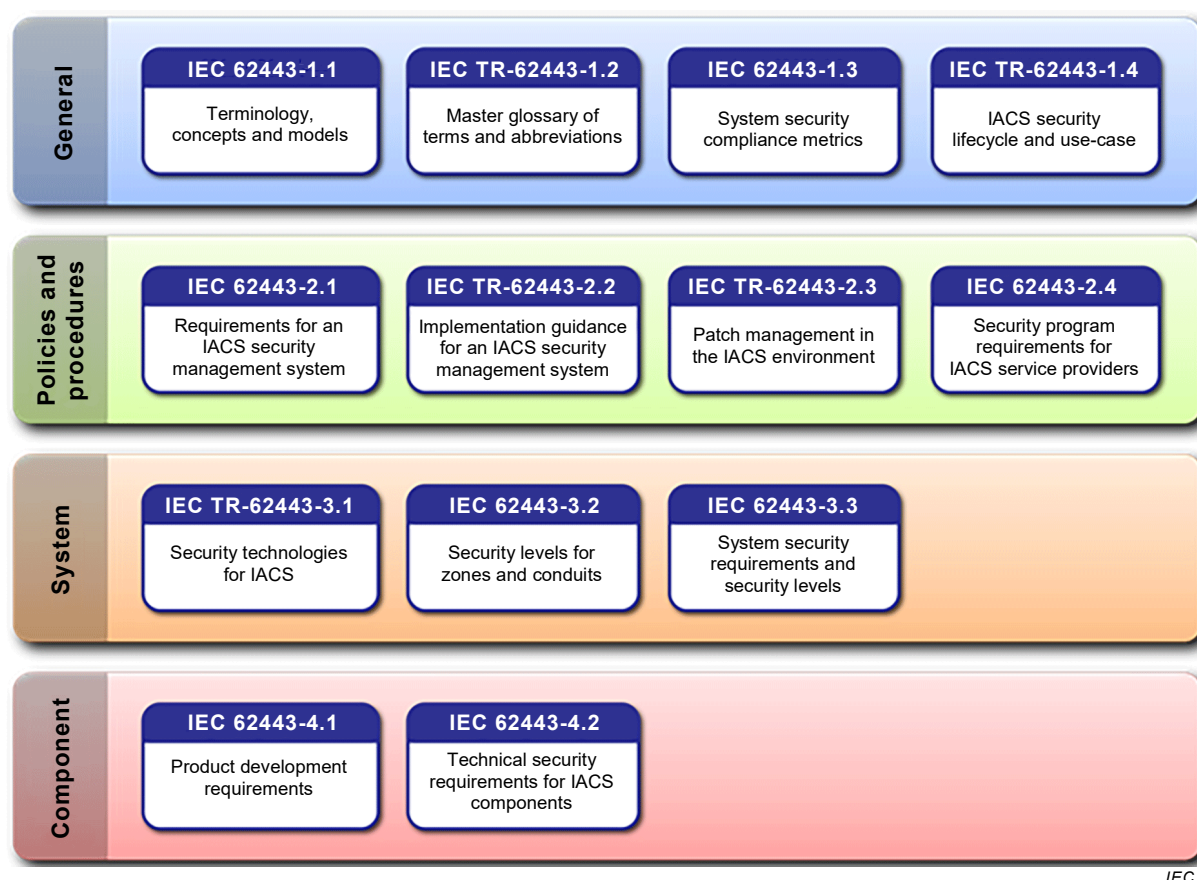 General
IEC 62443-1.1
Terminology,
concepts and models
IEC TR-62443-1.2
Master glossary of
terms and abbreviations
IEC 62443-1.3
System security
compliance metrics
IEC TR-62443-1.4
IACS security
lifecycle and use-case
Policies and
procedures
IEC 62443-2.1
Requirements for an
IACS security
management system
IEC TR-62443-2.2
Implementation guidance
for an IACS security
management system
IEC TR-62443-2.3
Patch management in
the IACS environment
IEC 62443-2.4
Security program
requirements for
IACS service providers
System
IEC TR-62443-3.1
Security technologies
for IACS
IEC 62443-3.2
Security levels for
zones and conduits
IEC 62443-3.3
System security
requirements and
security levels
Component
IEC 62443-4.1
Product development
requirements
IEC 62443-4.2
Technical security
requirements for IACS
components
IEC